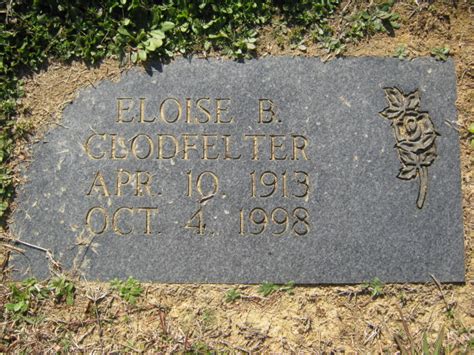 ELOISE B.
CLODFELTER
APR. 10, 1913
OCT. 4, 1998